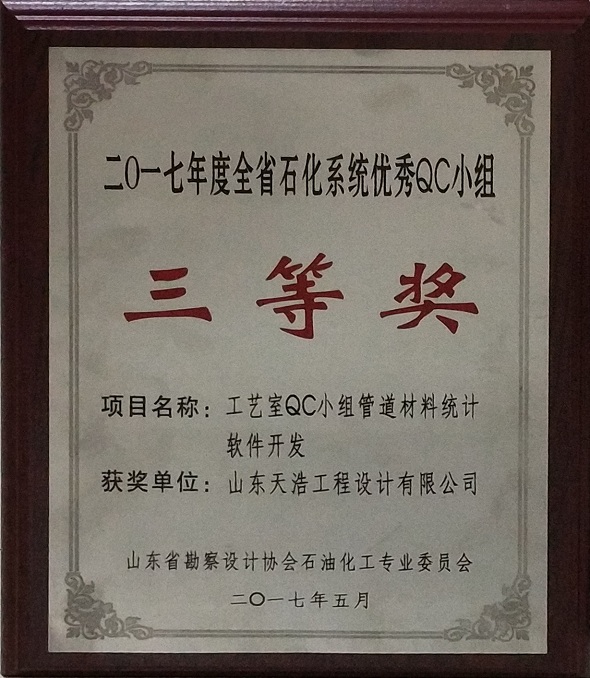 二〇一七年度全省石化系统优秀QC小组
三等奖
项目名称：工艺室QC小组管道材料统计
软件开发
获奖单位：山东天浩工程设计有限公司
山东省勘察设计协会石油化工专业委员会
二〇一七年五月